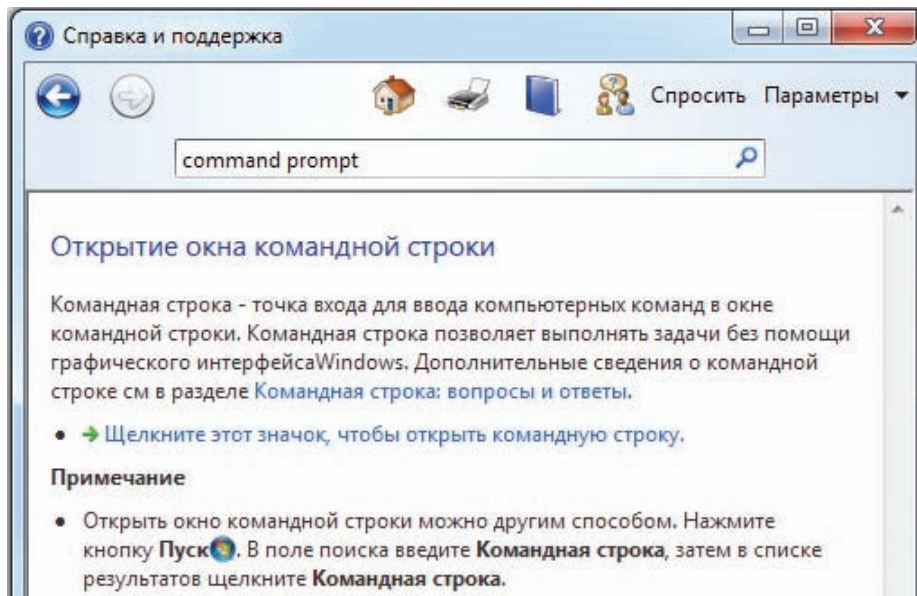 Справка и поддержка
Спросить Параметры
command prompt
Открытие окна командной строки
Командная строка - точка входа для ввода компьютерных команд в окне
командной строки. Командная строка позволяет выполнять задачи без помощи
графического интерфейсаWindows. Дополнительные сведения о командной
строке см в разделе Командная строка: вопросы и ответы.
• Щелкните этот значок, чтобы открыть командную строку.
Примечание
• Открыть окно командной строки можно другим способом. Нажмите
кнопку Пуск. В поле поиска введите Командная строка, затем в списке
результатов щелкните Командная строка.